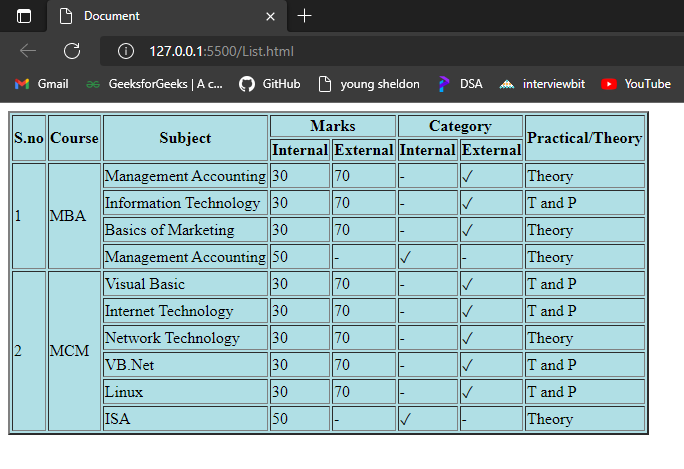 Document
127.0.0.1:5500/List.html
Gmail GeeksforGeeks | A c... GitHub young sheldon DSA interviewbit YouTube
S.no Course Subject Marks Category Practical/Theory
Internal External Internal External
1 MBA Management Accounting 30 70 - ✓ Theory
Information Technology 30 70 - ✓ T and P
Basics of Marketing 30 70 - ✓ Theory
Management Accounting 50 - ✓ - Theory
2 MCM Visual Basic 30 70 - ✓ T and P
Internet Technology 30 70 - ✓ T and P
Network Technology 30 70 - ✓ Theory
VB.Net 30 70 - ✓ T and P
Linux 30 70 - ✓ T and P
ISA 50 - ✓ - Theory